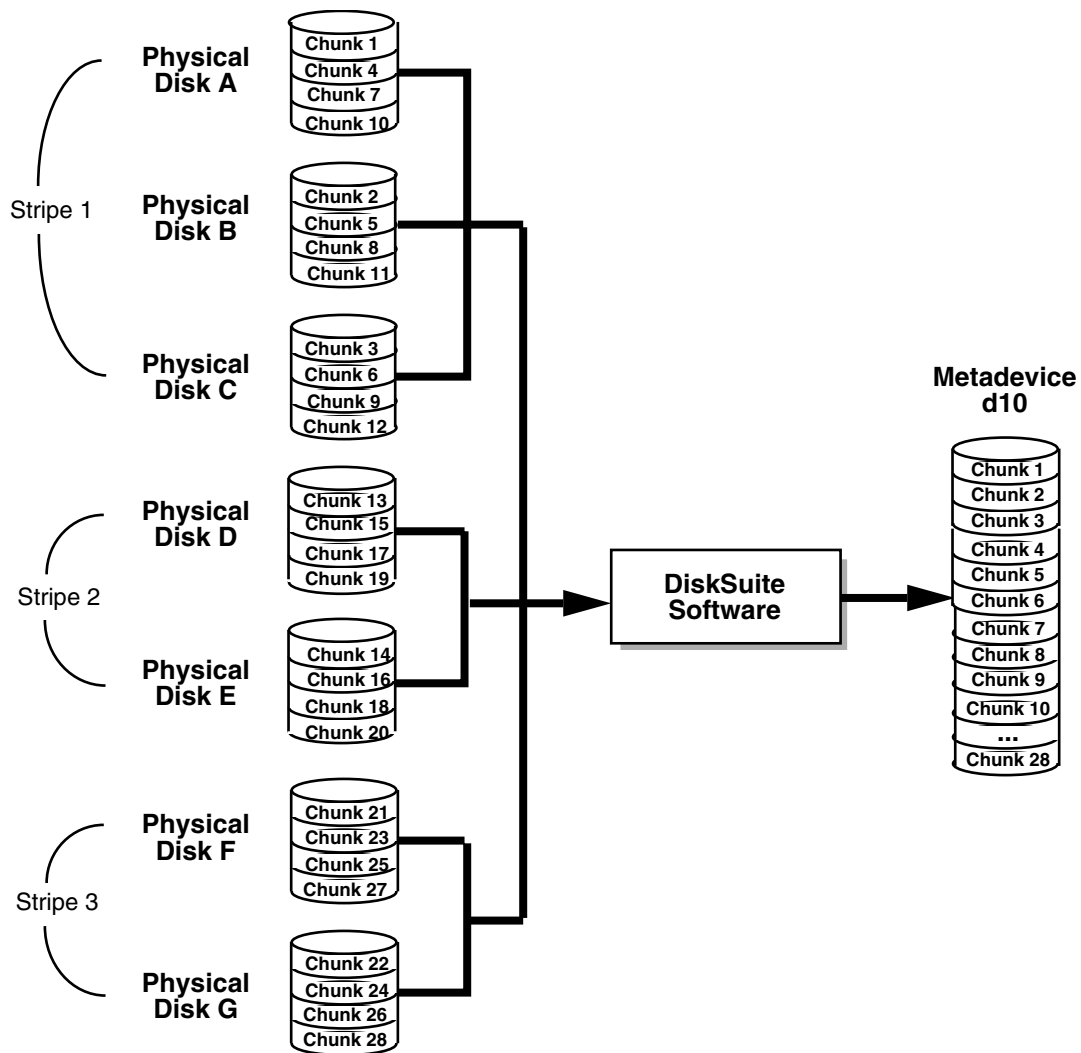 Stripe 1
Physical
Disk A
Chunk 1
Chunk 4
Chunk 7
Chunk 10
Physical
Disk B
Chunk 2
Chunk 5
Chunk 8
Chunk 11
Physical
Disk C
Chunk 3
Chunk 6
Chunk 9
Chunk 12
Stripe 2
Physical
Disk D
Chunk 13
Chunk 15
Chunk 17
Chunk 19
Physical
Disk E
Chunk 14
Chunk 16
Chunk 18
Chunk 20
Stripe 3
Physical
Disk F
Chunk 21
Chunk 23
Chunk 25
Chunk 27
Physical
Disk G
Chunk 22
Chunk 24
Chunk 26
Chunk 28
DiskSuite
Software
Metadevice
d10
Chunk 1
Chunk 2
Chunk 3
Chunk 4
Chunk 5
Chunk 6
Chunk 7
Chunk 8
Chunk 9
Chunk 10
...
Chunk 28